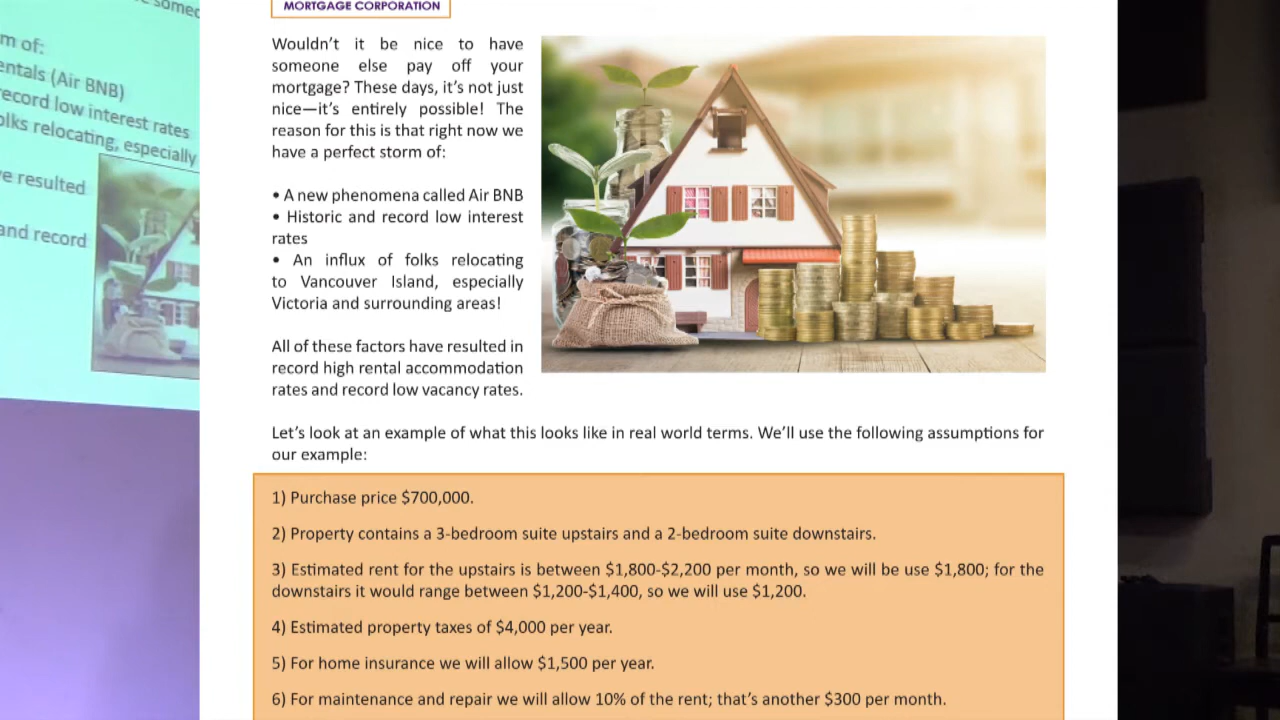 somec
m of:
entals (Air BNB)
record low interest rates
olks relocating, especially
e resulted
and record
MORTGAGE CORPORATION
Wouldn't it be nice to have
someone else pay off your
mortgage? These days, it's not just
nice—it's entirely possible! The
reason for this is that right now we
have a perfect storm of:
• A new phenomena called Air BNB
• Historic and record low interest
rates
• An influx of folks relocating
to Vancouver Island, especially
Victoria and surrounding areas!
All of these factors have resulted in
record high rental accommodation
rates and record low vacancy rates.
Let's look at an example of what this looks like in real world terms. We'll use the following assumptions for
our example:
1) Purchase price $700,000.
2) Property contains a 3-bedroom suite upstairs and a 2-bedroom suite downstairs.
3) Estimated rent for the upstairs is between $1,800-$2,200 per month, so we will be use $1,800; for the
downstairs it would range between $1,200-$1,400, so we will use $1,200.
4) Estimated property taxes of $4,000 per year.
5) For home insurance we will allow $1,500 per year.
6) For maintenance and repair we will allow 10% of the rent; that's another $300 per month.